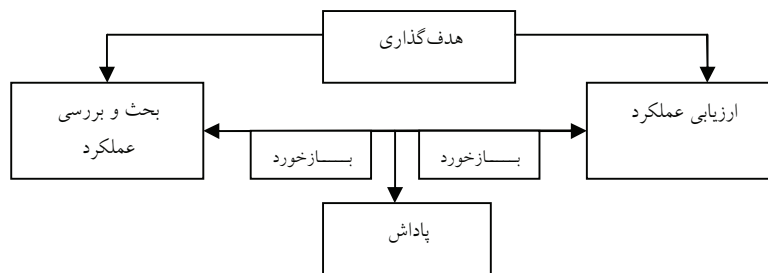 هدف‌گذاری
ارزیابی عملکرد
بحث و بررسی
عملکرد
بازخورد
بازخورد
پاداش